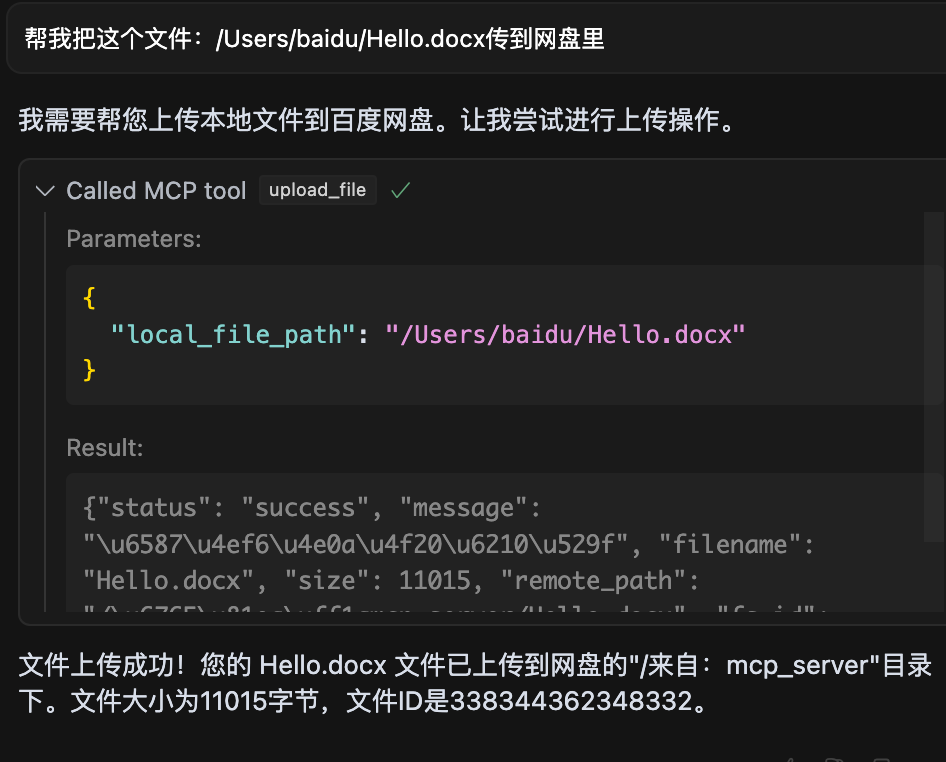 帮我把这个文件：/Users/baidu/Hello.docx传到网盘里
我需要帮您上传本地文件到百度网盘。让我尝试进行上传操作。
Called MCP tool upload_file
Parameters:
{
"local_file_path": "/Users/baidu/Hello.docx"
}
Result:
{"status": "success", "message":
"\u6587\u4ef6\u4e0a\u4f20\u6210\u529f", "filename":
"Hello.docx", "size": 11015, "remote_path":
"/\u6765\u81ea\uff1amcp_server/Hello.docx", "fs_id":
文件上传成功！您的 Hello.docx 文件已上传到网盘的"/来自：mcp_server"目录
下。文件大小为11015字节，文件ID是338344362348332。